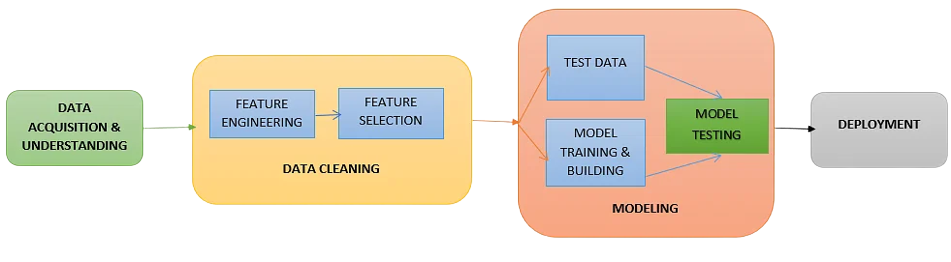 DATA
ACQUISITION &
UNDERSTANDING
FEATURE
ENGINEERING
FEATURE
SELECTION
DATA CLEANING
TEST DATA
MODEL
TRAINING &
BUILDING
MODEL
TESTING
MODELING
DEPLOYMENT